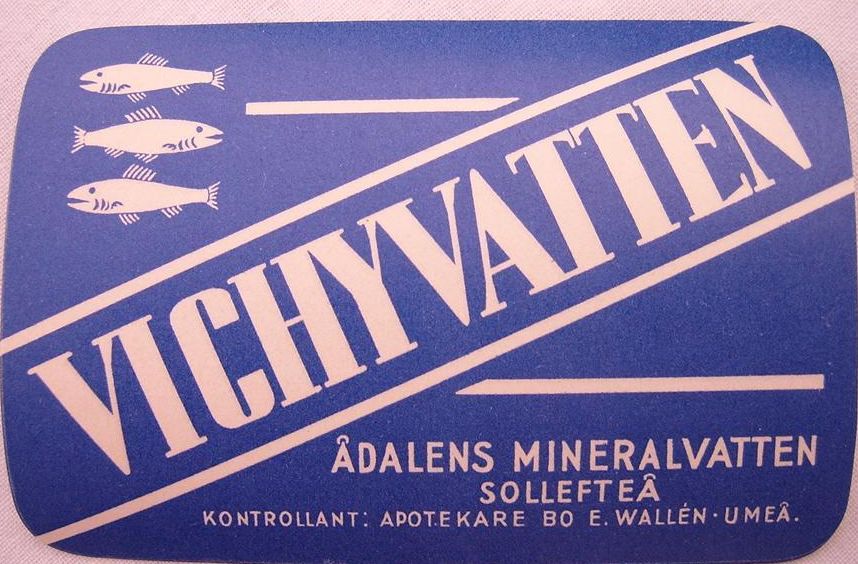 VICHYVATTEN
ÅDALENS MINERALVATTEN
SOLLEFTEÅ
KONTROLLANT: APOTEKARE BO E. WALLÉN · UMEÅ.